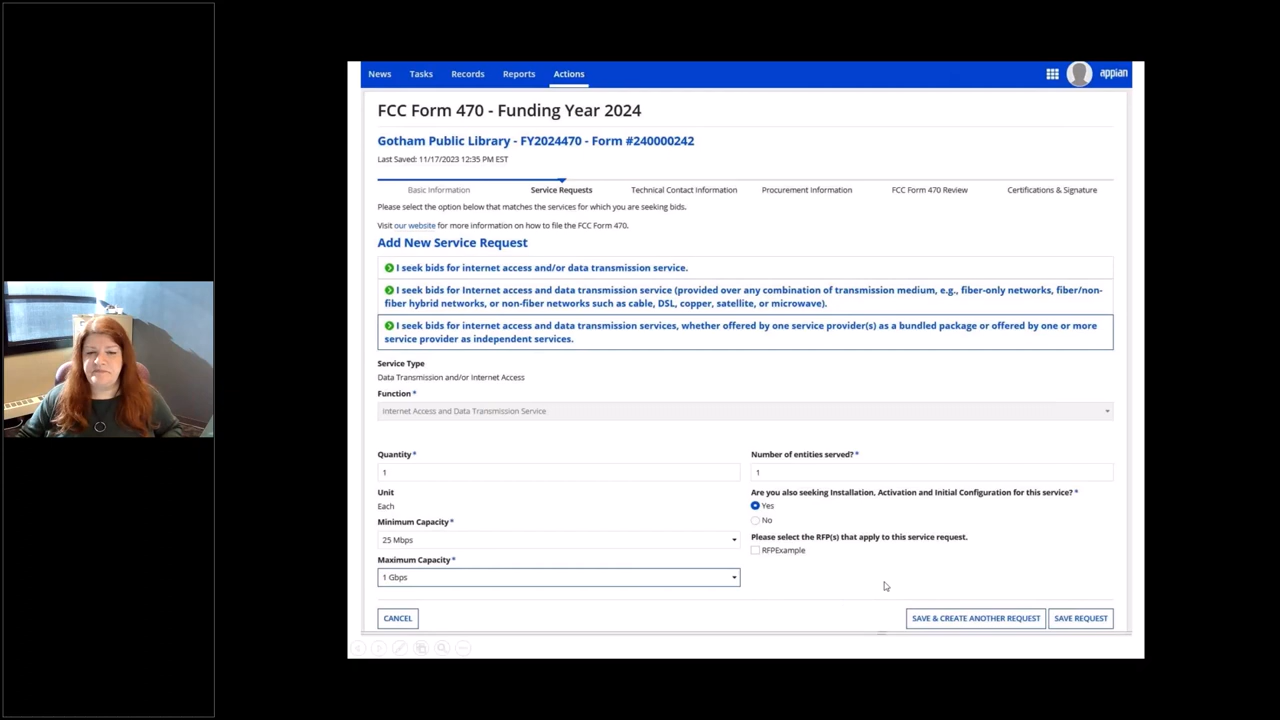 News Tasks Records Reports Actions appian
FCC Form 470 - Funding Year 2024
Gotham Public Library - FY2024470 - Form #240000242
Last Saved: 11/17/2023 12:35 PM EST
Basic Information Service Requests Technical Contact Information Procurement Information FCC Form 470 Review Certifications & Signature
Please select the option below that matches the services for which you are seeking bids.
Visit our website for more information on how to file the FCC Form 470.
Add New Service Request
I seek bids for internet access and/or data transmission service.
I seek bids for Internet access and data transmission service (provided over any combination of transmission medium, e.g., fiber-only networks, fiber/non-
fiber hybrid networks, or non-fiber networks such as cable, DSL, copper, satellite, or microwave).
I seek bids for internet access and data transmission services, whether offered by one service provider(s) as a bundled package or offered by one or more
service provider as independent services.
Service Type
Data Transmission and/or Internet Access
Function *
Internet Access and Data Transmission Service
Quantity *
1
Unit
Each
Minimum Capacity *
25 Mbps
Maximum Capacity *
1 Gbps
Number of entities served? *
1
Are you also seeking Installation, Activation and Initial Configuration for this service? *
Yes
No
Please select the RFP(s) that apply to this service request.
RFPExample
CANCEL SAVE & CREATE ANOTHER REQUEST SAVE REQUEST